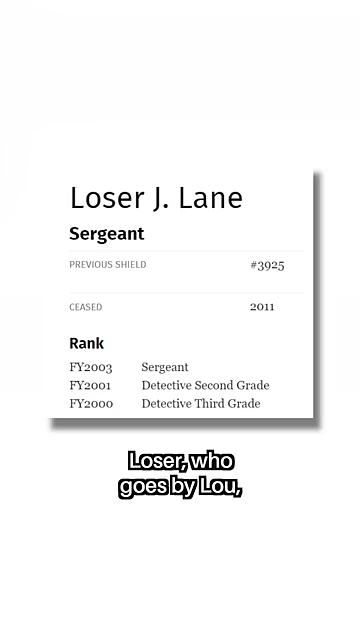 Loser J. Lane
Sergeant
PREVIOUS SHIELD #3925
CEASED 2011
Rank
FY2003 Sergeant
FY2001 Detective Second Grade
FY2000 Detective Third Grade
Loser, who
goes by Lou,